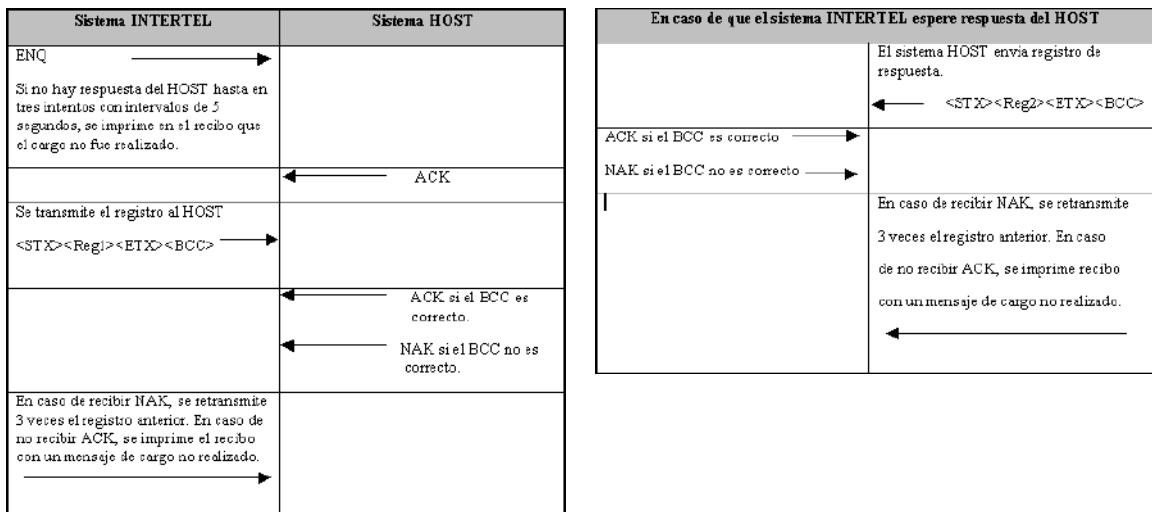 Sistema INTERTEL
Sistema HOST
ENQ
Si no hay respuesta del HOST hasta en
tres intentos con intervalos de 5
segundos, se imprime en el recibo que
el cargo no fue realizado.
ACK
Se transmite el registro al HOST
<STX><Reg1><ETX><BCC>
ACK si el BCC es
correcto.
NAK si el BCC no es
correcto.
En caso de recibir NAK, se retransmite
3 veces el registro anterior. En caso de
no recibir ACK, se imprime el recibo
con un mensaje de cargo no realizado.
En caso de que el sistema INTERTEL espere respuesta del HOST
El sistema HOST envia registro de
respuesta.
<STX><Reg2><ETX><BCC>
ACK si el BCC es correcto
NAK si el BCC no es correcto
En caso de recibir NAK, se retransmite
3 veces el registro anterior. En caso
de no recibir ACK, se imprime recibo
con un mensaje de cargo no realizado.